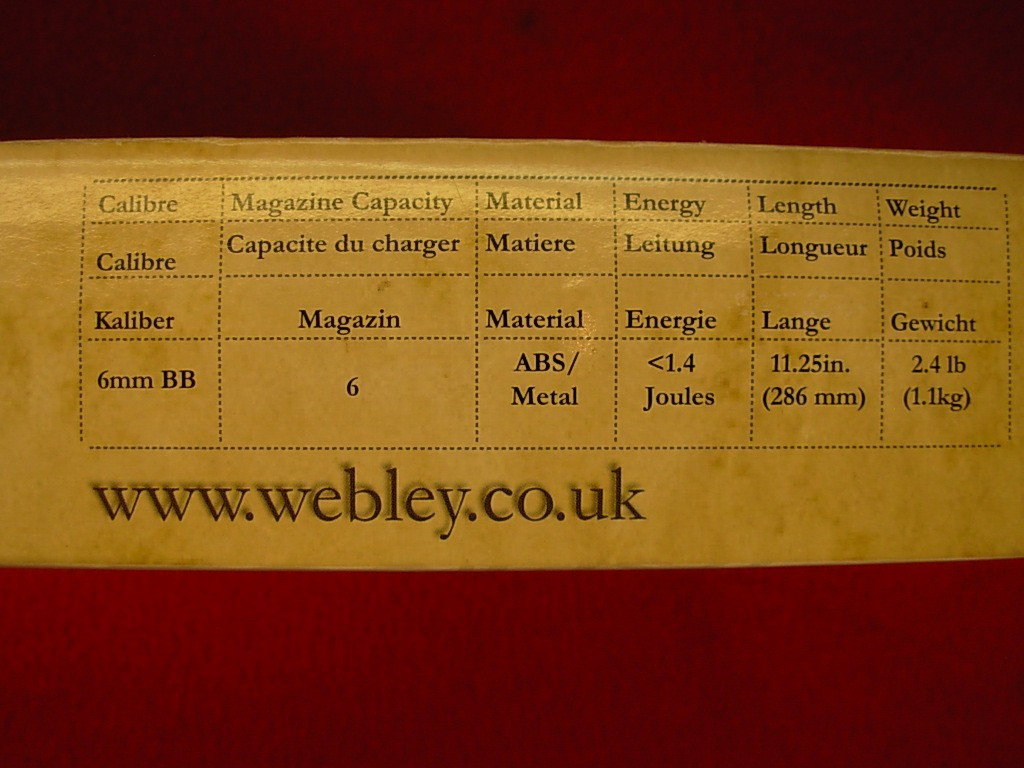 Calibre Magazine Capacity Material Energy Length Weight
Calibre Capacite du charger Matiere Leitung Longueur Poids
Kaliber Magazin Material Energie Lange Gewicht
6mm BB 6 ABS/ <1.4 11.25in. 2.4 lb
Metal Joules (286 mm) (1.1kg)
www.webley.co.uk